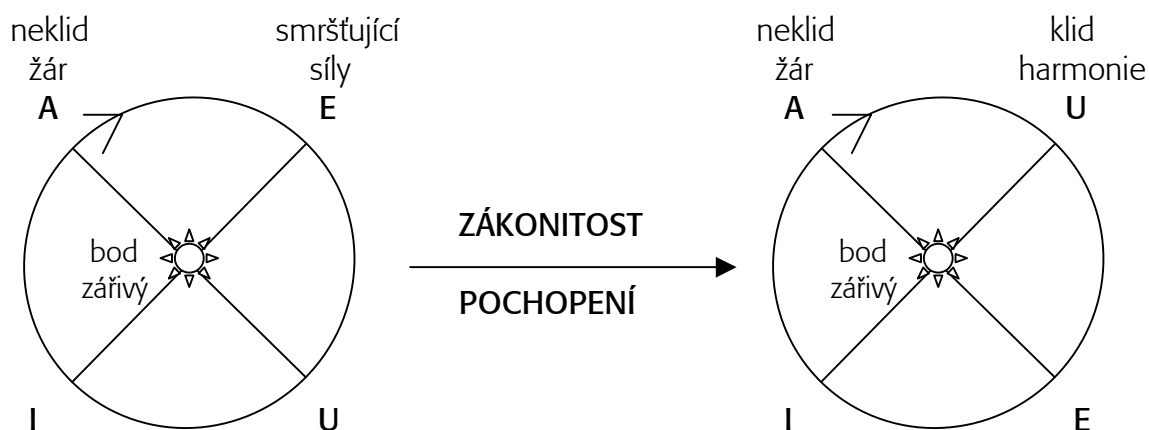 neklid
žár
A
smršťující
síly
E
bod
zářivý
I
U
ZÁKONITOST
POCHOPENÍ
neklid
žár
A
klid
harmonie
U
bod
zářivý
I
E